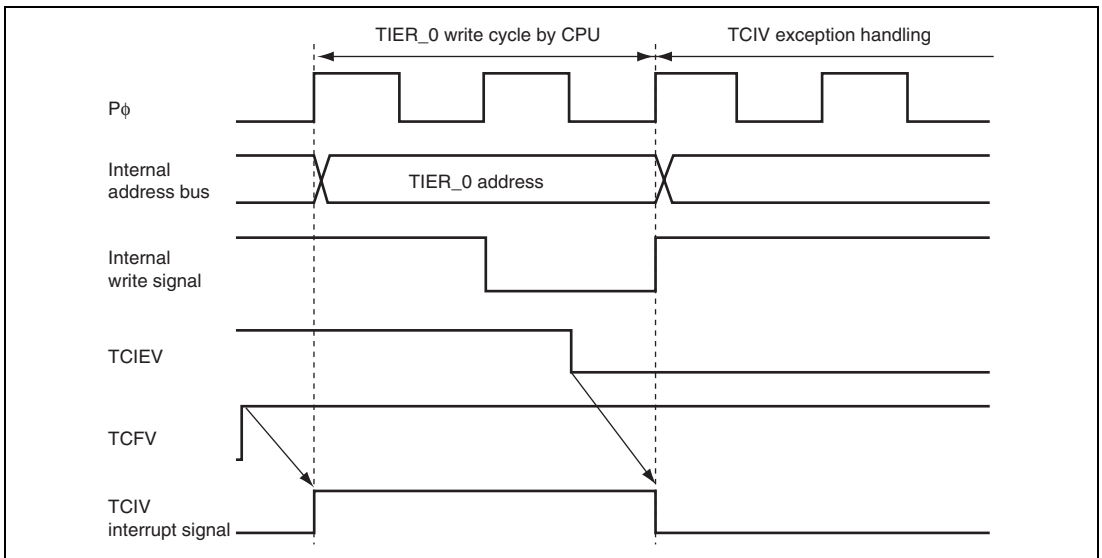 TIER_0 write cycle by CPU
TCIV exception handling
Pϕ
Internal
address bus
TIER_0 address
Internal
write signal
TCIEV
TCFV
TCIV
interrupt signal